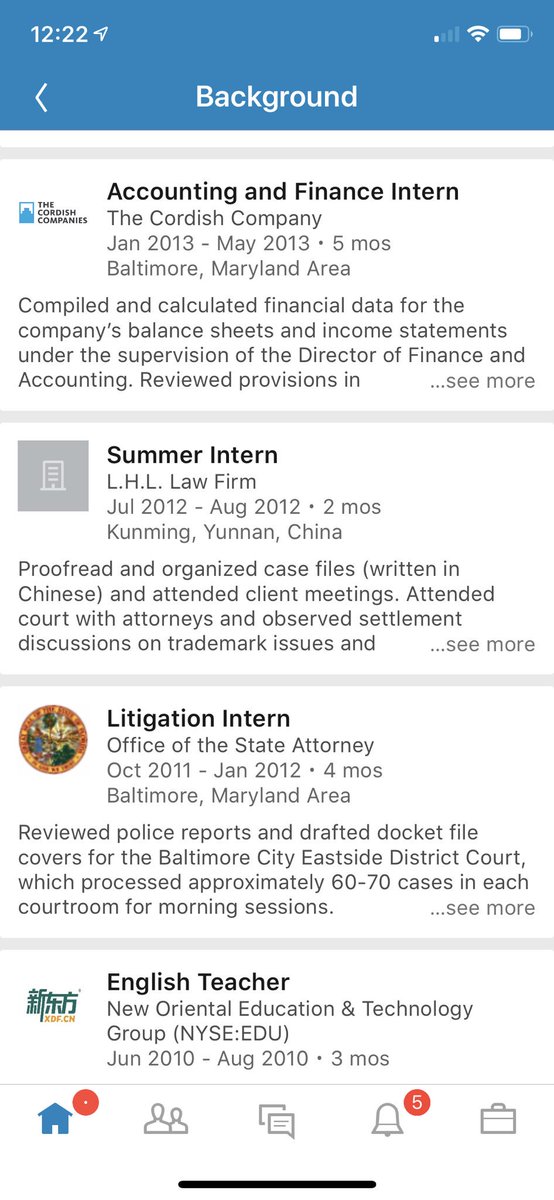 12:22
Background
THE
CORDISH
COMPANIES
Accounting and Finance Intern
The Cordish Company
Jan 2013 - May 2013 • 5 mos
Baltimore, Maryland Area
Compiled and calculated financial data for the
company’s balance sheets and income statements
under the supervision of the Director of Finance and
Accounting. Reviewed provisions in ...see more
Summer Intern
L.H.L. Law Firm
Jul 2012 - Aug 2012 • 2 mos
Kunming, Yunnan, China
Proofread and organized case files (written in
Chinese) and attended client meetings. Attended
court with attorneys and observed settlement
discussions on trademark issues and ...see more
Litigation Intern
Office of the State Attorney
Oct 2011 - Jan 2012 • 4 mos
Baltimore, Maryland Area
Reviewed police reports and drafted docket file
covers for the Baltimore City Eastside District Court,
which processed approximately 60-70 cases in each
courtroom for morning sessions. ...see more
新东方
XDF.CN
English Teacher
New Oriental Education & Technology
Group (NYSE:EDU)
Jun 2010 - Aug 2010 • 3 mos
5